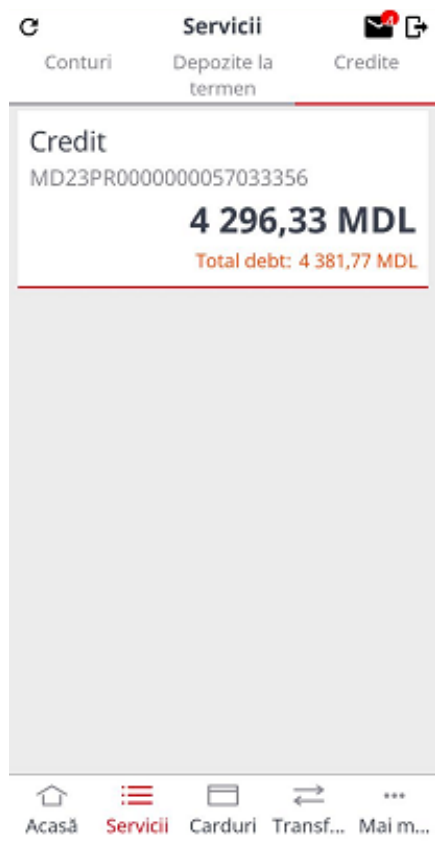 Servicii
4
Conturi
Depozite la
termen
Credite
Credit
MD23PR0000000057033356
4 296,33 MDL
Total debt: 4 381,77 MDL
Acasă
Servicii
Carduri
Transf...
Mai m...